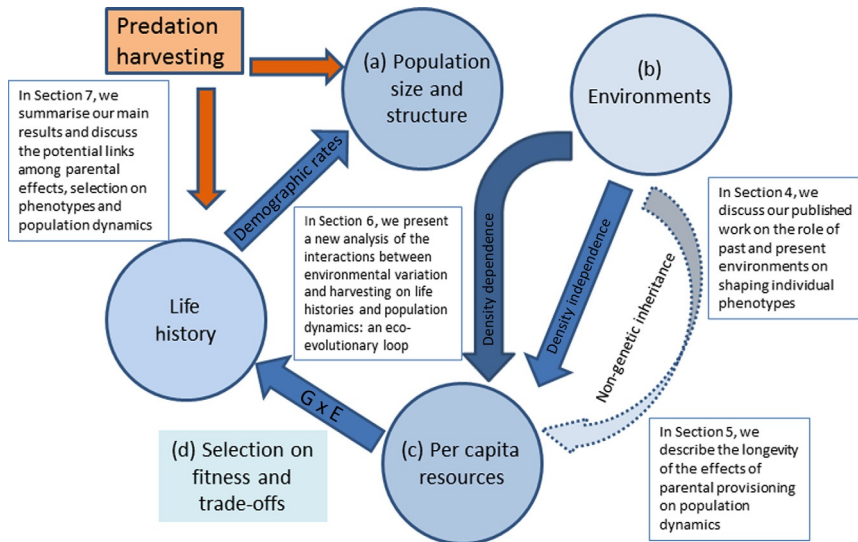 Predation
harvesting
(a) Population
size and
structure
(b)
Environments
In Section 7, we
summarise our main
results and discuss
the potential links
among parental
effects, selection on
phenotypes and
population dynamics
Demographic rates
In Section 6, we present
a new analysis of the
interactions between
environmental variation
and harvesting on life
histories and population
dynamics: an eco-
evolutionary loop
Density dependence
Density independence
Non-genetic inheritance
In Section 4, we
discuss our published
work on the role of
past and present
environments on
shaping individual
phenotypes
Life
history
G x E
(d) Selection on
fitness and
trade-offs
(c) Per capita
resources
In Section 5, we
describe the longevity
of the effects of
parental provisioning
on population
dynamics